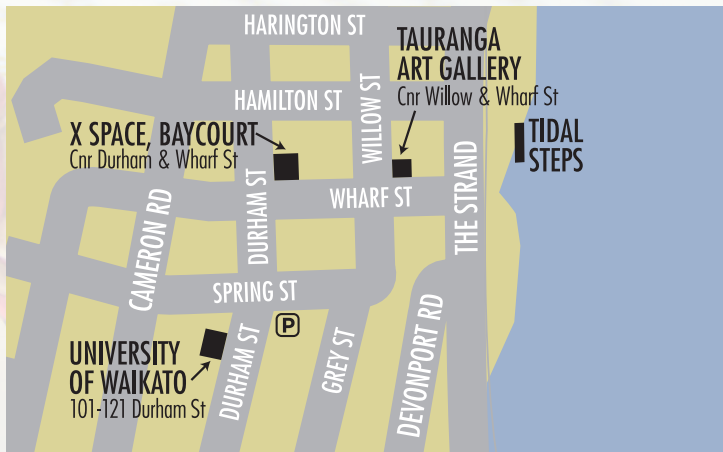 HARINGTON ST
TAURANGA
ART GALLERY
Cnr Willow & Wharf St
HAMILTON ST
WILLOW ST
X SPACE, BAYCOURT
Cnr Durham & Wharf St
TIDAL
STEPS
DURHAM ST
WHARF ST
THE STRAND
CAMERON RD
SPRING ST
P
UNIVERSITY
OF WAIKATO
101-121 Durham St
DURHAM ST
GREY ST
DEVONPORT RD